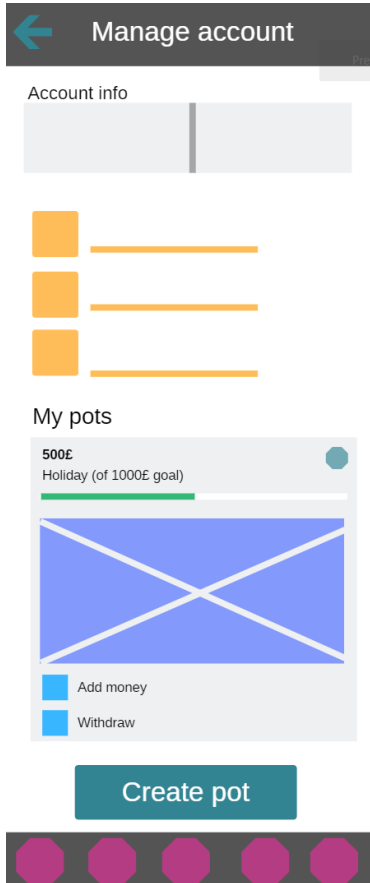 Manage account
Account info
My pots
500£
Holiday (of 1000£ goal)
Add money
Withdraw
Create pot